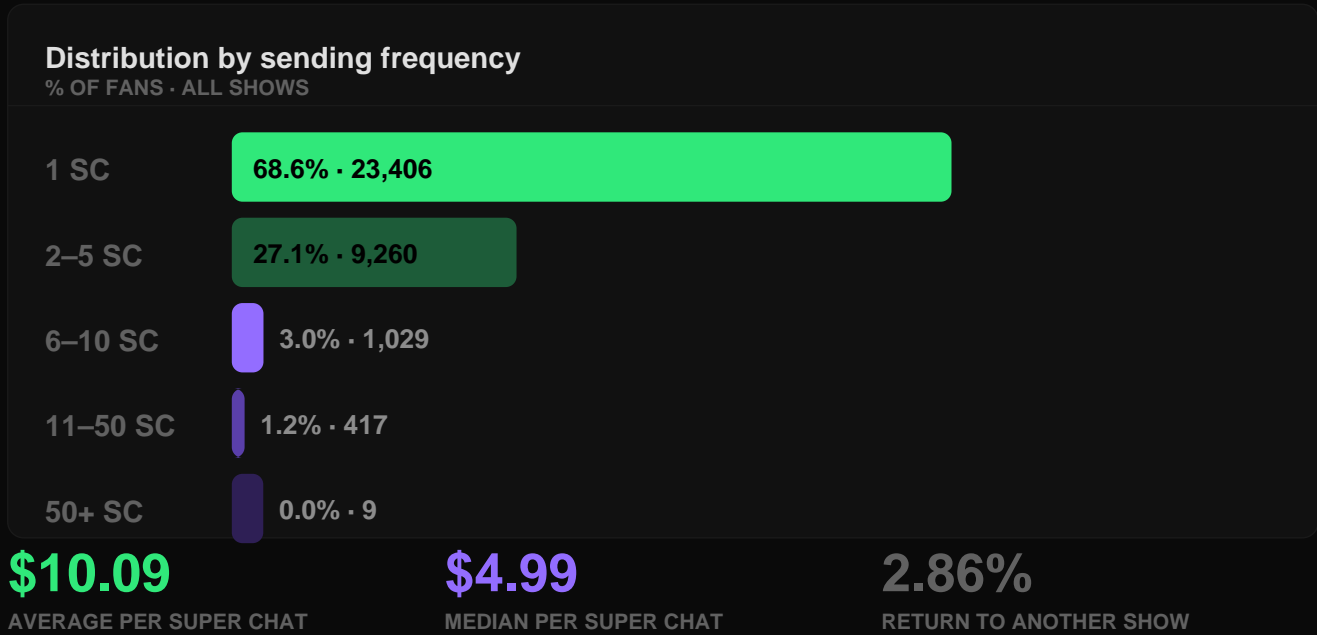 Distribution by sending frequency
% OF FANS · ALL SHOWS
1 SC 68.6% · 23,406
2–5 SC 27.1% · 9,260
6–10 SC 3.0% · 1,029
11–50 SC 1.2% · 417
50+ SC 0.0% · 9
$10.09 $4.99 2.86%
AVERAGE PER SUPER CHAT MEDIAN PER SUPER CHAT RETURN TO ANOTHER SHOW